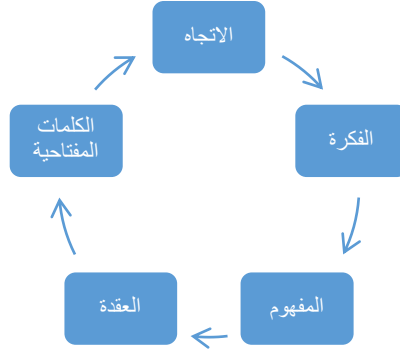 الاتجاه
الفكرة
المفهوم
العقدة
الكلمات
المفتاحية